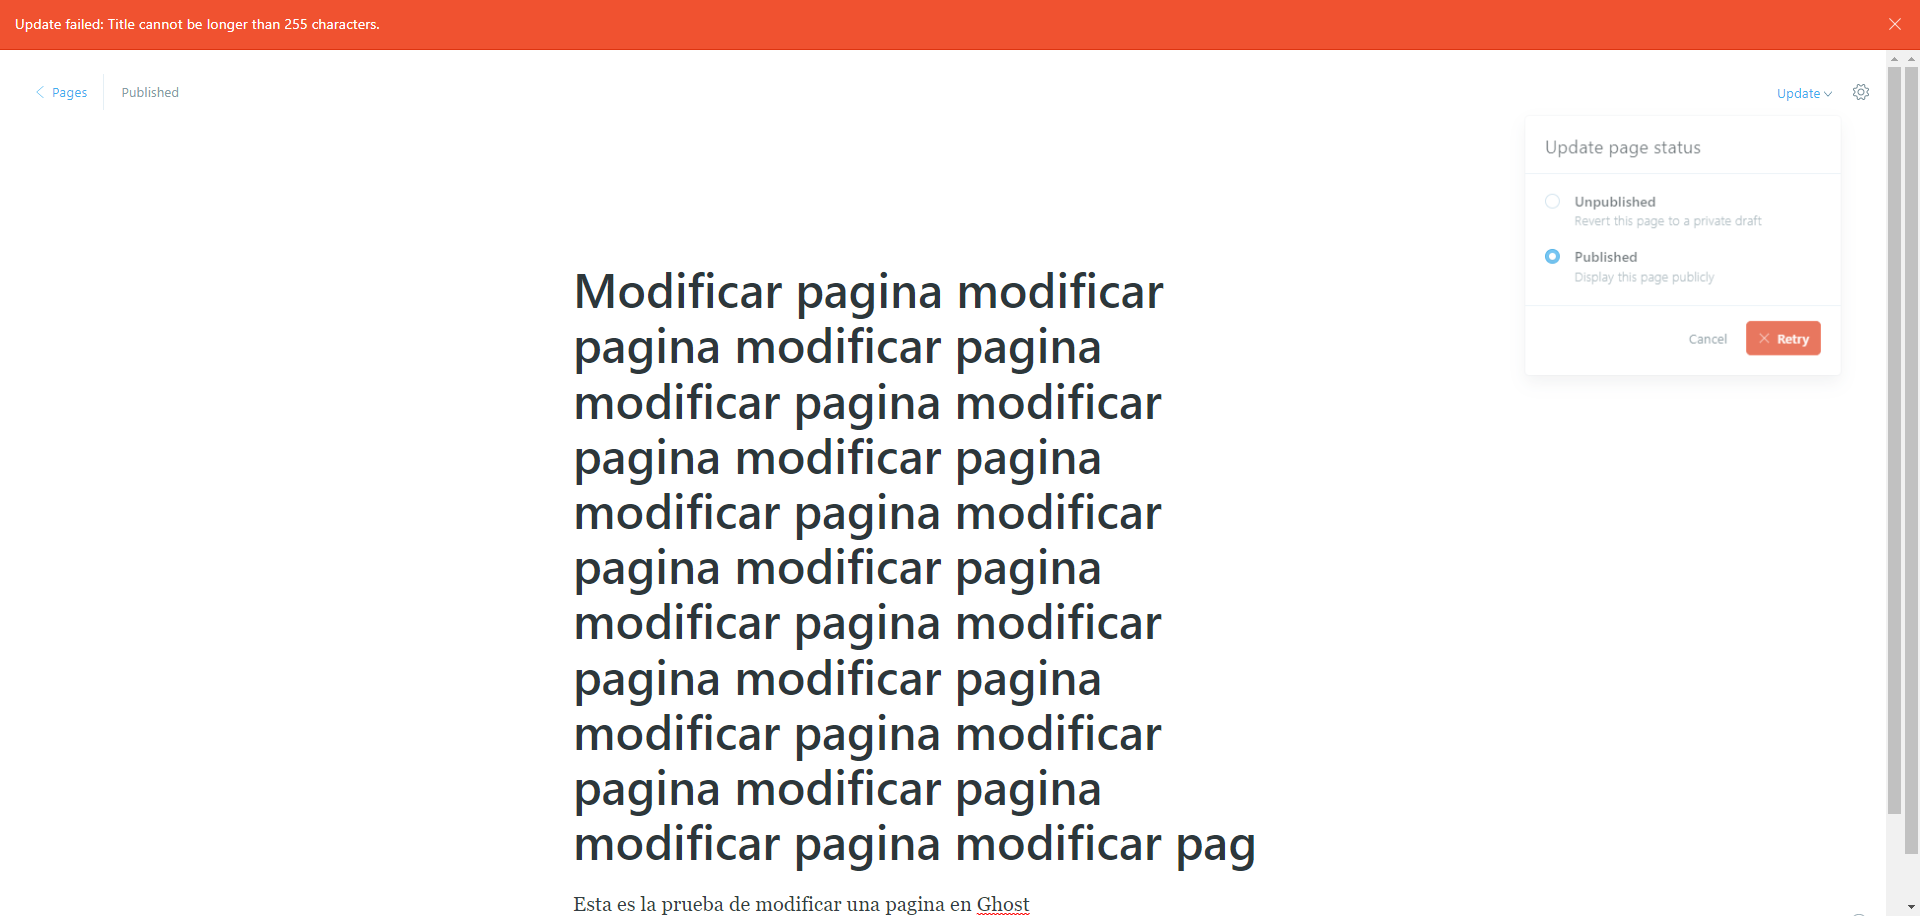 Update failed: Title cannot be longer than 255 characters.
Pages
Published
Update
Update page status
Unpublished
Revert this page to a private draft
Published
Display this page publicly
Cancel
Retry
Modificar pagina modificar
pagina modificar pagina
modificar pagina modificar
pagina modificar pagina
modificar pagina modificar
pagina modificar pagina
modificar pagina modificar
pagina modificar pagina
modificar pagina modificar
pagina modificar pagina
modificar pagina modificar pag
Esta es la prueba de modificar una pagina en Ghost